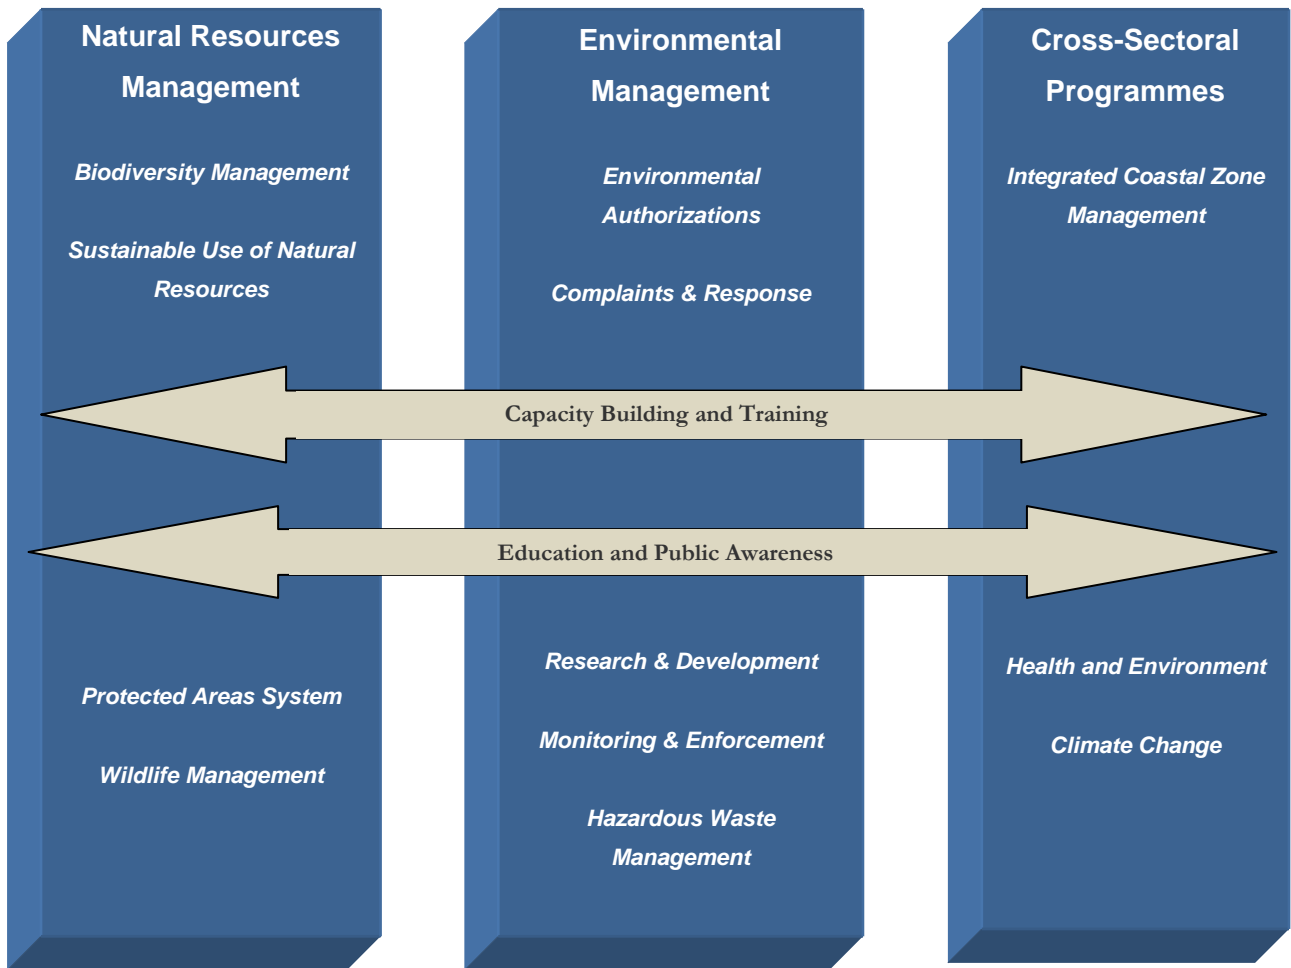 Natural Resources
Management
Biodiversity Management
Sustainable Use of Natural
Resources
Environmental
Management
Environmental
Authorizations
Complaints & Response
Cross-Sectoral
Programmes
Integrated Coastal Zone
Management
Capacity Building and Training
Education and Public Awareness
Protected Areas System
Wildlife Management
Research & Development
Monitoring & Enforcement
Hazardous Waste
Management
Health and Environment
Climate Change